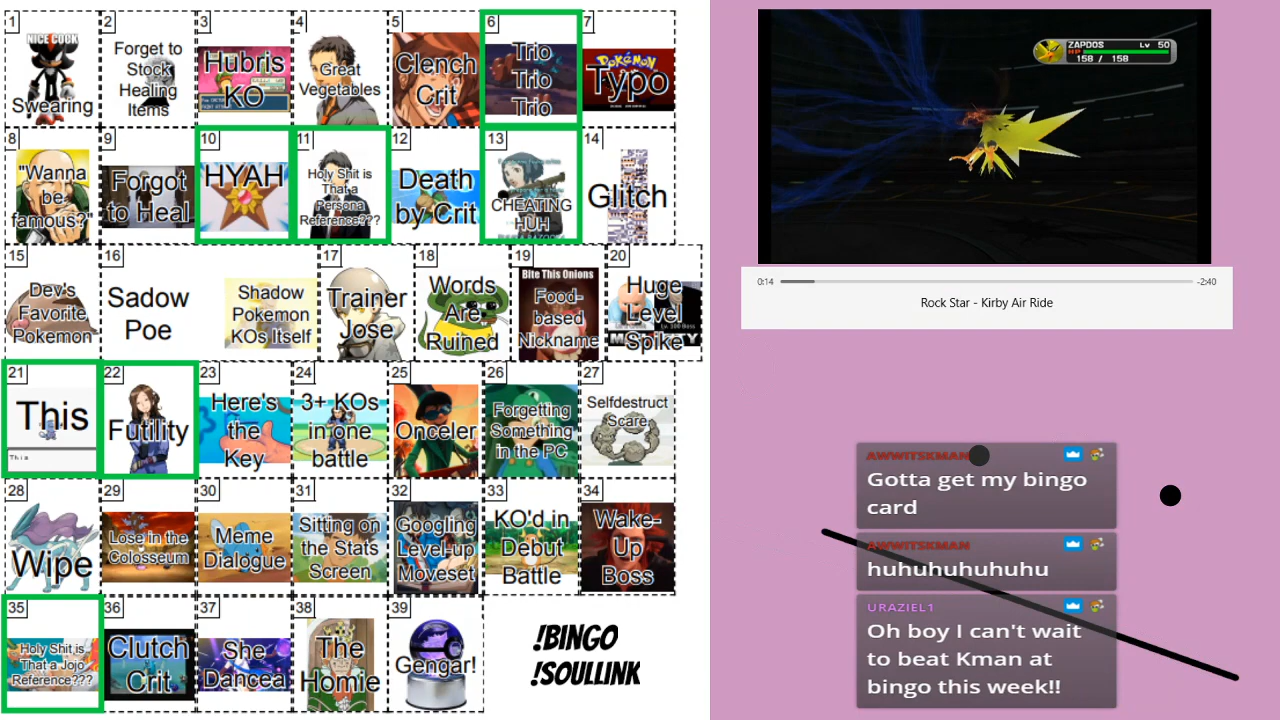 1
NICE COCK
Swearing
2
Forget to
Stock
Healing
Items
3
Hubris
KO
4
Great
Vegetables
5
Clench
Crit
6
Trio
Trio
Trio
7
POKéMON
Typo
8
"Wanna
be
famous?"
9
Forgot
to Heal
10
HYAH
11
Holy Shit is
That a
Persona
Reference???
12
Death
by Crit
13
CHEATING
HUH
14
Glitch
15
Dev's
Favorite
Pokemon
16
Sadow
Poe
Shadow
Pokemon
KOs Itself
17
Trainer
Jose
18
Words
Are
Ruined
19
Bite This Onions
Food-
based
Nickname
20
Huge
Level
Spike
21
This
This
22
Futility
23
Here's
the
Key
24
3+ KOs
in one
battle
25
Onceler
26
Forgetting
Something
in the PC
27
Selfdestruct
Scare
28
Wipe
29
Lose in the
Colosseum
30
Meme
Dialogue
31
Sitting on
the Stats
Screen
32
Googling
Level-up
Moveset
33
KO'd in
Debut
Battle
34
Wake-
Up
Boss
35
Holy Shit is
That a Jojo
Reference???
36
Clutch
Crit
37
She
Dancea
38
The
Homie
39
Gengar!
!BINGO
!SOULLINK
ZAPDOS Lv 50
HP
158 / 158
0:14 -2:40
Rock Star - Kirby Air Ride
AWWITSKMAN
Gotta get my bingo
card
AWWITSKMAN
huhuhuhuhuhu
URAZIEL1
Oh boy I can't wait
to beat Kman at
bingo this week!!